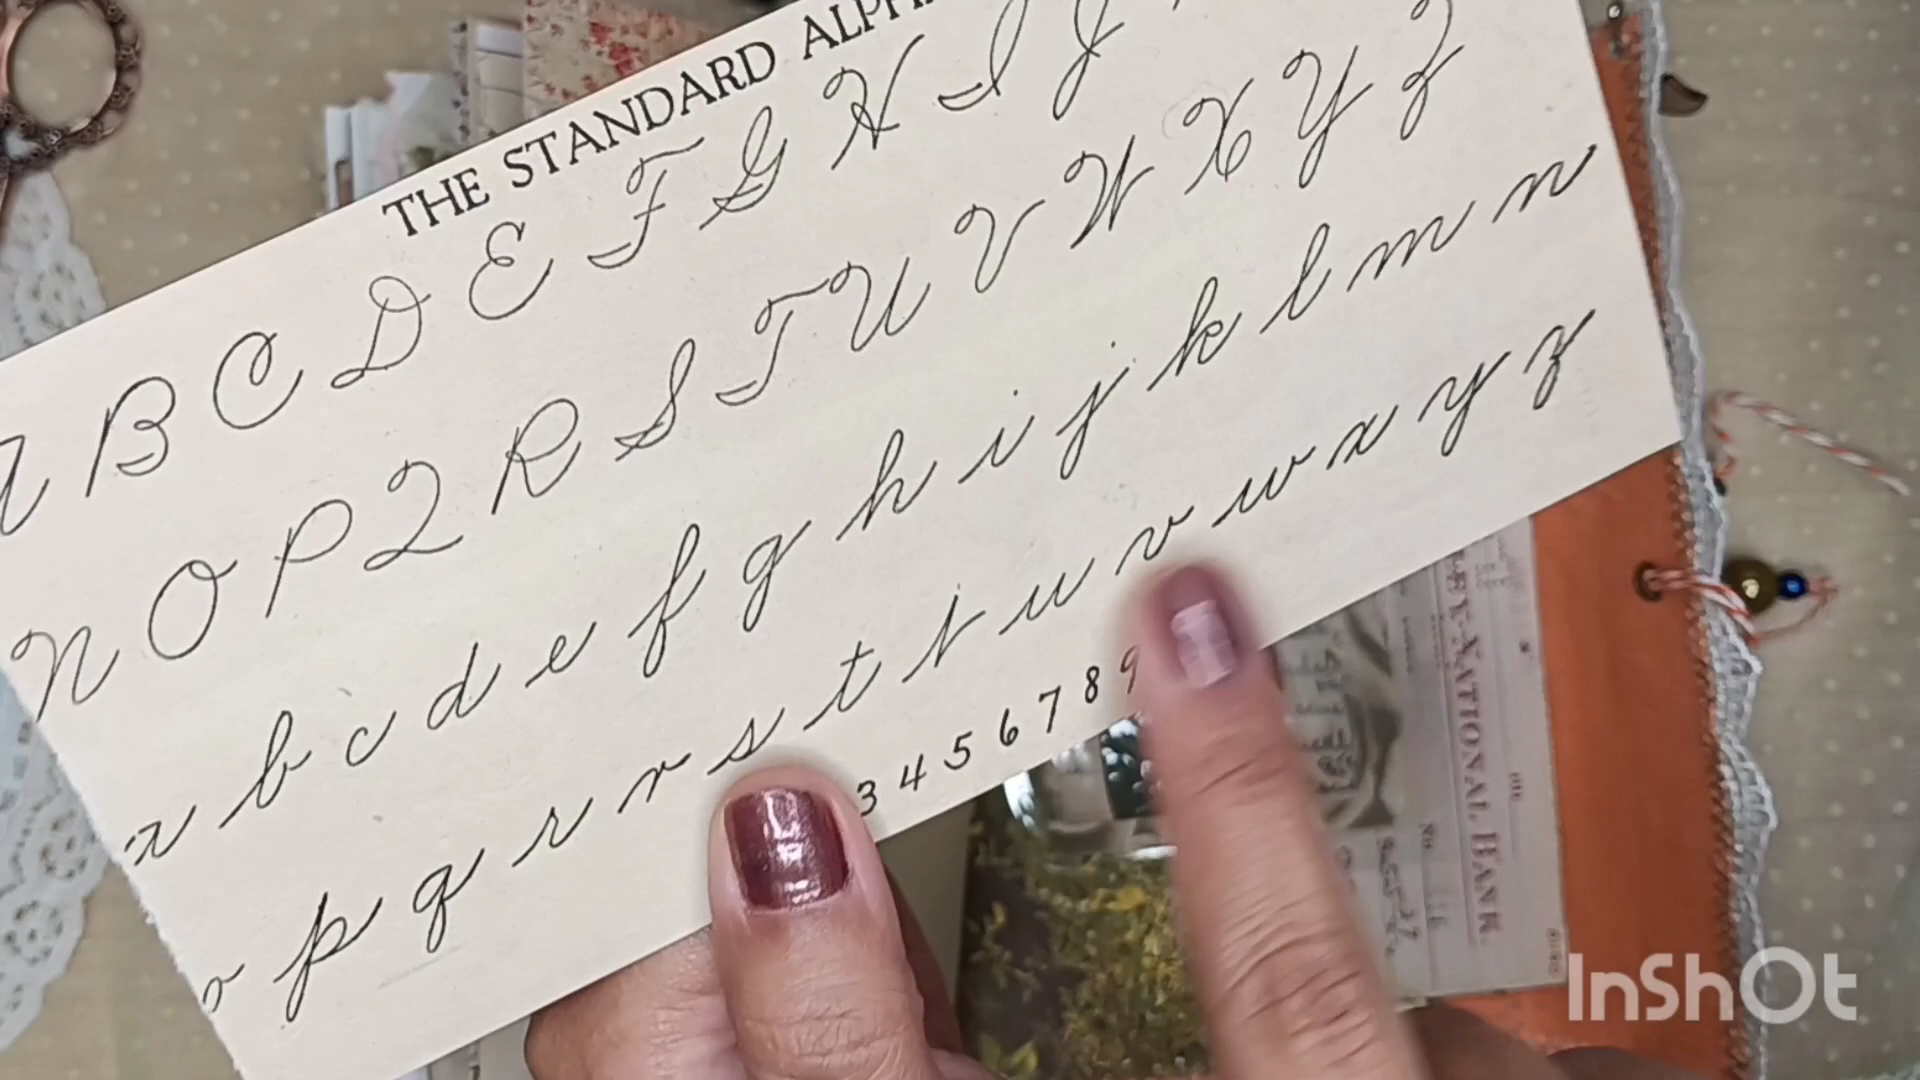 THE STANDARD ALPH
A B C D E F G H I J
N O P Q R S T U V W X Y Z
a b c d e f g h i j k l m n
o p q r r s t t u v w x y z
3 4 5 6 7 8 9
NATIONAL BANK
InShOt